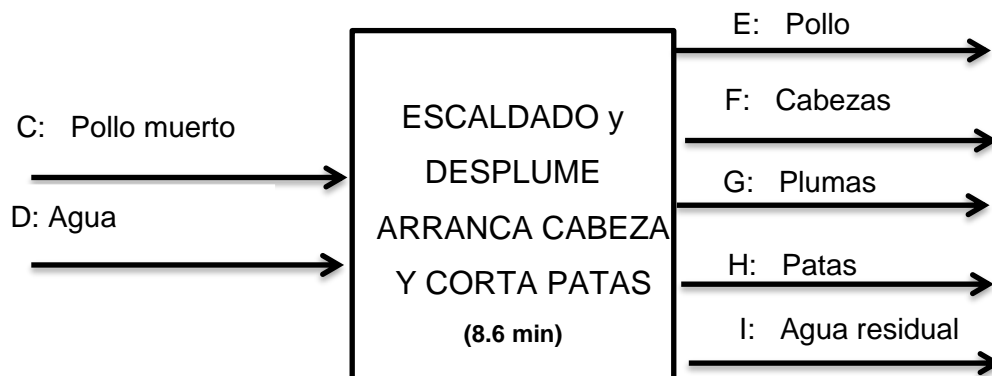 C: Pollo muerto
D: Agua
ESCALDADO y
DESPLUME
ARRANCA CABEZA
Y CORTA PATAS
(8.6 min)
E: Pollo
F: Cabezas
G: Plumas
H: Patas
I: Agua residual